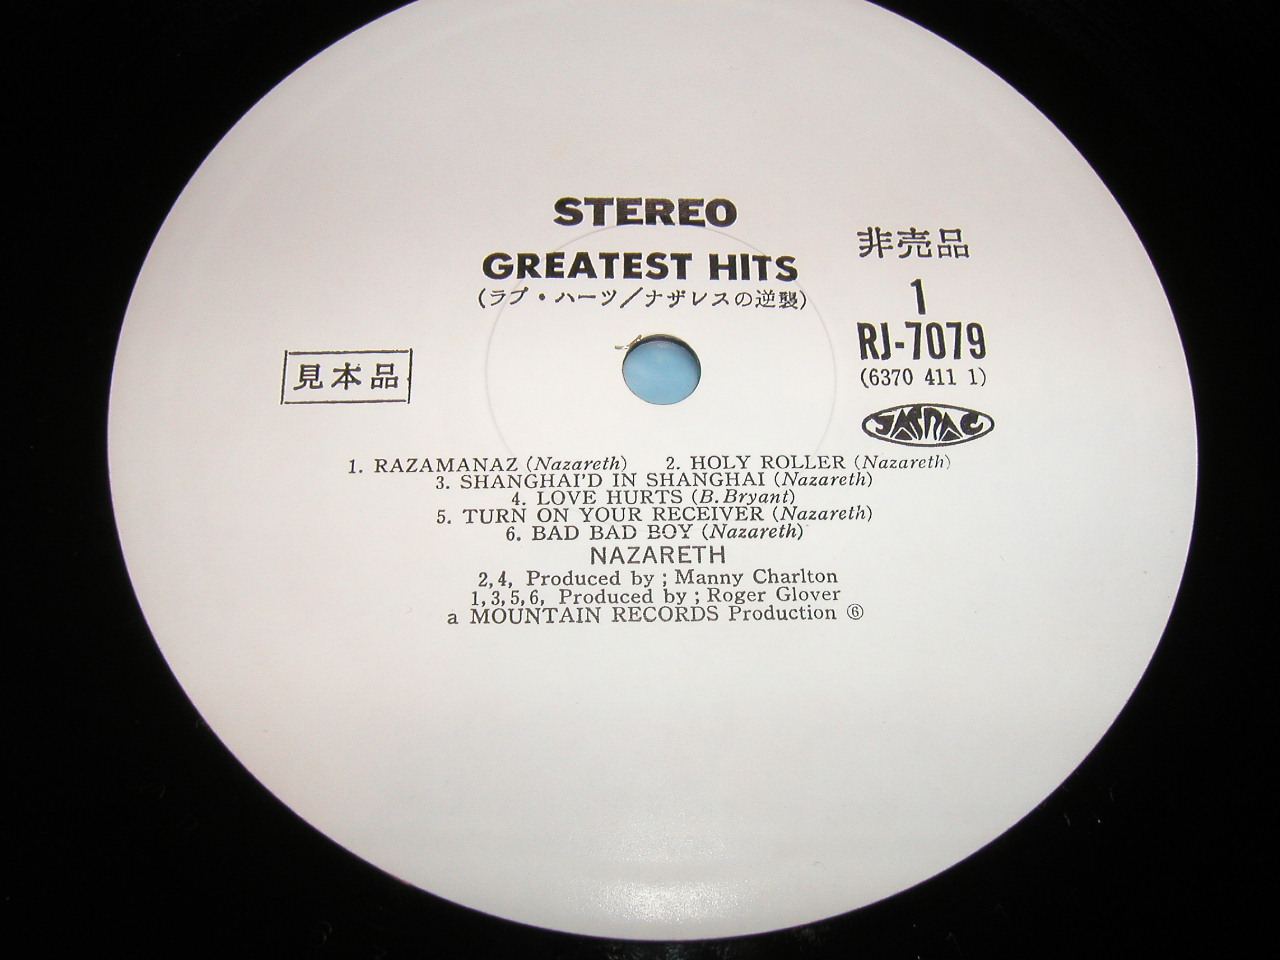 STEREO
GREATEST HITS
(ラブ・ハーツ／ナザレスの逆襲)
非売品
1
RJ-7079
(6370 411 1)
見本品
JASRAC
1. RAZAMANAZ (Nazareth) 2. HOLY ROLLER (Nazareth)
3. SHANGHAI'D IN SHANGHAI (Nazareth)
4. LOVE HURTS (B. Bryant)
5. TURN ON YOUR RECEIVER (Nazareth)
6. BAD BAD BOY (Nazareth)
NAZARETH
2,4, Produced by ; Manny Charlton
1,3,5,6, Produced by ; Roger Glover
a MOUNTAIN RECORDS Production ⑥